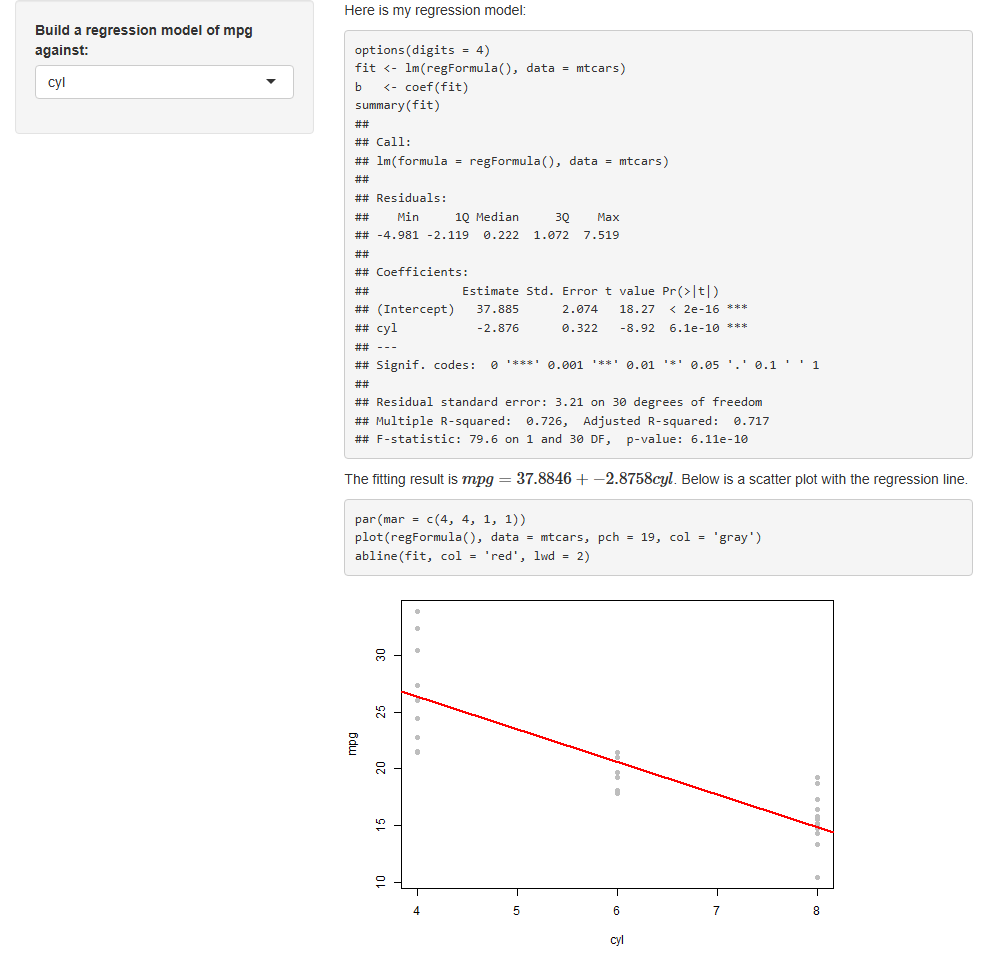 Build a regression model of mpg
against:
cyl
Here is my regression model:
options(digits = 4)
fit <- lm(regFormula(), data = mtcars)
b   <- coef(fit)
summary(fit)
##
## Call:
## lm(formula = regFormula(), data = mtcars)
##
## Residuals:
##    Min     1Q Median     3Q    Max
## -4.981 -2.119  0.222  1.072  7.519
##
## Coefficients:
##             Estimate Std. Error t value Pr(>|t|)
## (Intercept)   37.885      2.074   18.27  < 2e-16 ***
## cyl           -2.876      0.322   -8.92  6.1e-10 ***
## ---
## Signif. codes:  0 '***' 0.001 '**' 0.01 '*' 0.05 '.' 0.1 ' ' 1
##
## Residual standard error: 3.21 on 30 degrees of freedom
## Multiple R-squared:  0.726,  Adjusted R-squared:  0.717
## F-statistic: 79.6 on 1 and 30 DF,  p-value: 6.11e-10
The fitting result is mpg = 37.8846 + −2.8758cyl. Below is a scatter plot with the regression line.
par(mar = c(4, 4, 1, 1))
plot(regFormula(), data = mtcars, pch = 19, col = 'gray')
abline(fit, col = 'red', lwd = 2)
30
25
20
15
10
mpg
4 5 6 7 8
cyl